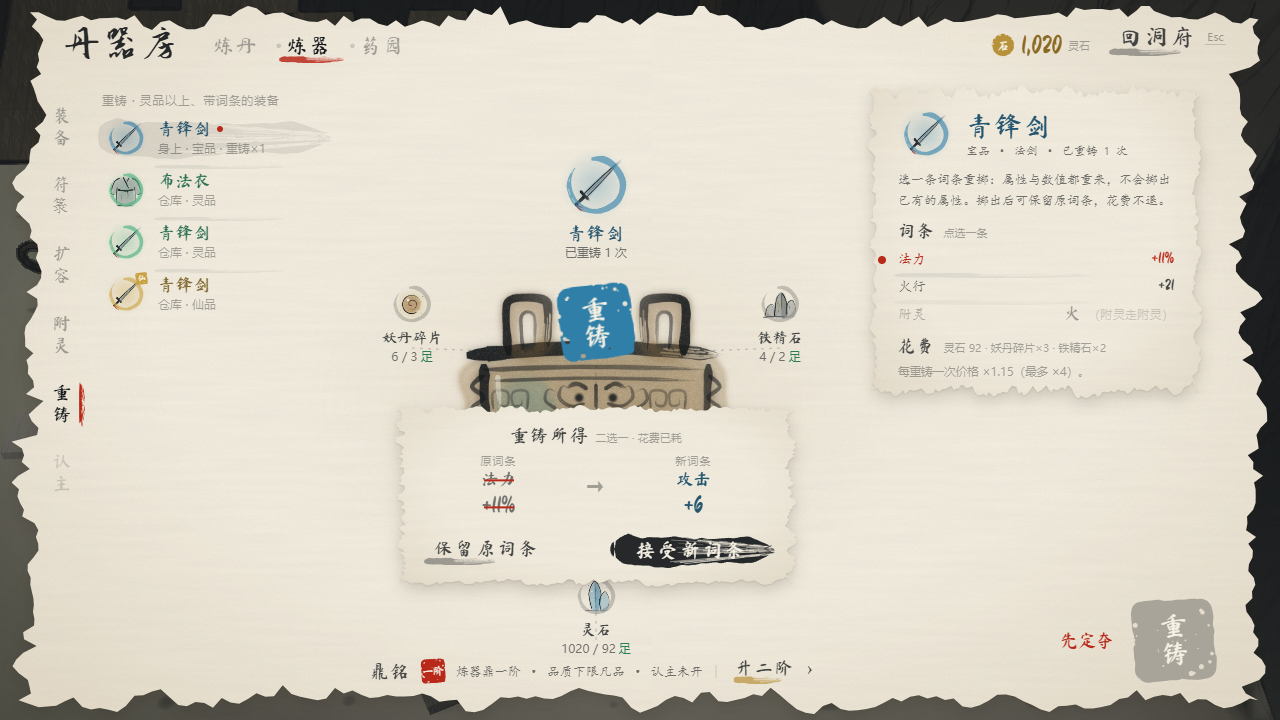 丹器房
炼丹
炼器
药园
石 1,020 灵石
回洞府 Esc
装备
符箓
扩容
附灵
重铸
认主
重铸 · 灵品以上、带词条的装备
青锋剑
身上 · 宝品 · 重铸×1
布法衣
仓库 · 灵品
青锋剑
仓库 · 灵品
青锋剑
仓库 · 仙品
青锋剑
已重铸 1 次
重铸
妖丹碎片
6 / 3 足
铁精石
4 / 2 足
重铸所得 二选一 · 花费已耗
原词条
法力
+11%
→
新词条
攻击
+6
保留原词条
接受新词条
灵石
1020 / 92 足
鼎铭 一阶 炼器鼎一阶 • 品质下限凡品 • 认主未开 | 升二阶 ›
青锋剑
宝品 • 法剑 • 已重铸 1 次
选一条词条重掷：属性与数值都重来，不会掷出
已有的属性。掷出后可保留原词条，花费不退。
词条 点选一条
法力 +11%
火行 +21
附灵 火 （附灵走附灵）
花费 灵石 92 · 妖丹碎片×3 · 铁精石×2
每重铸一次价格 ×1.15（最多 ×4）。
先定夺
重铸